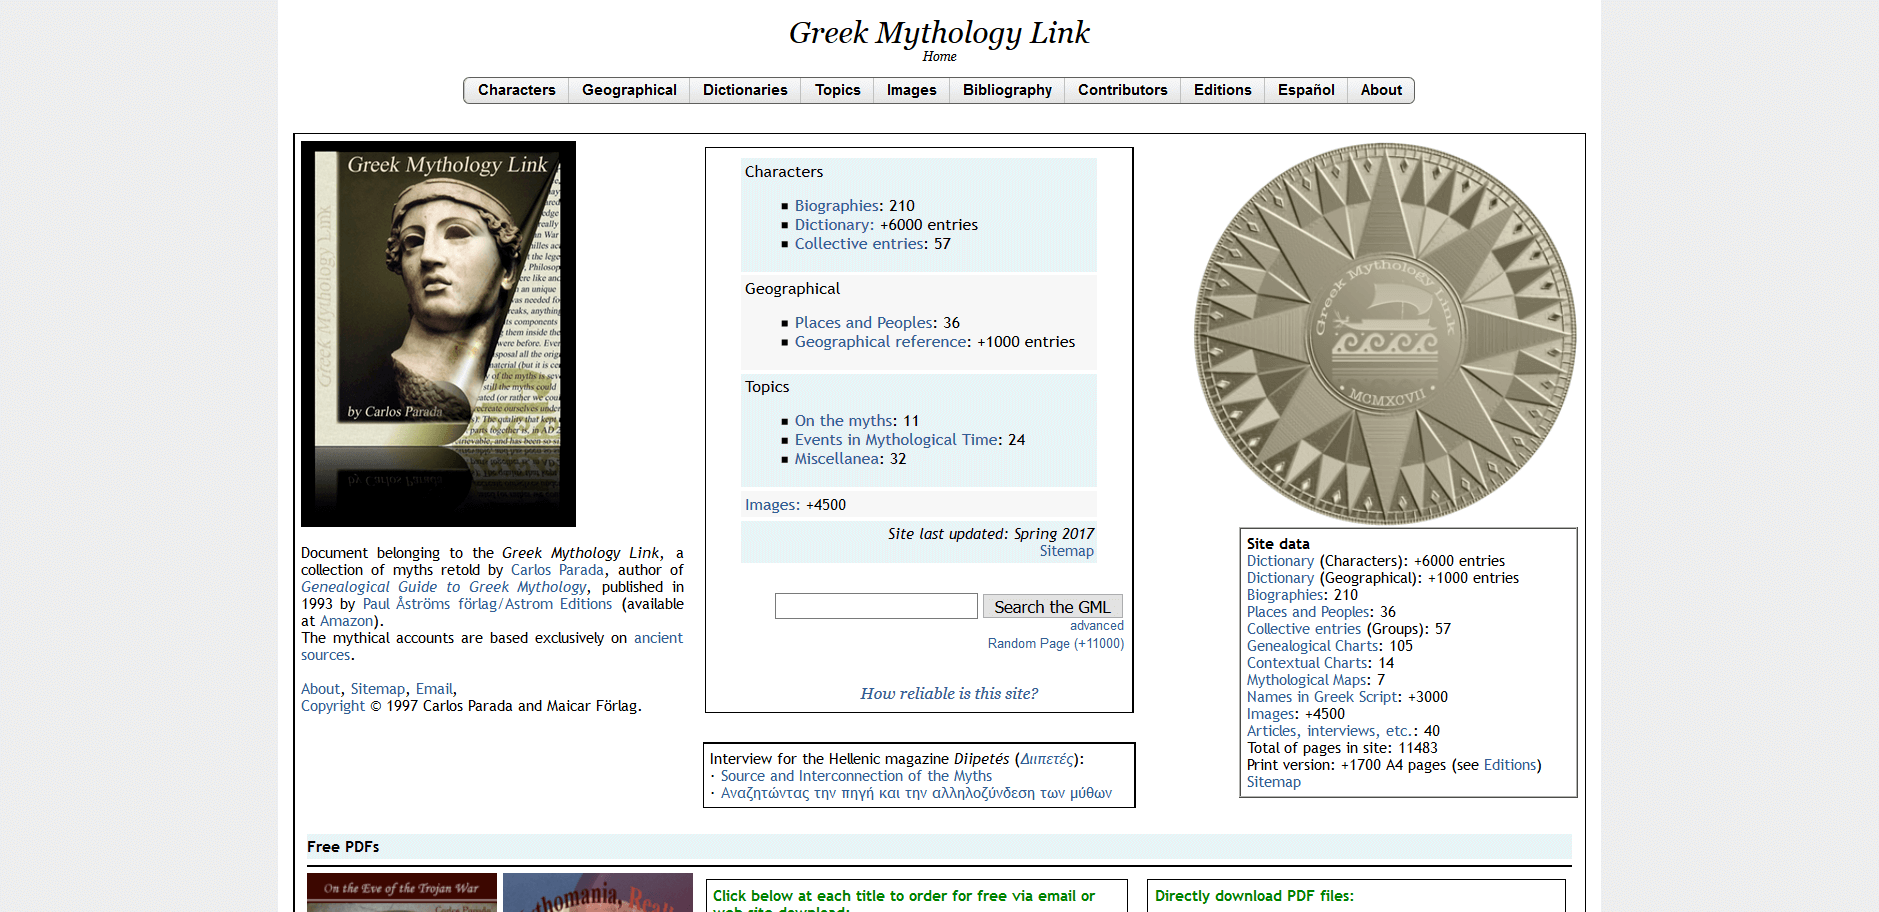 Greek Mythology Link
Home
Characters
Geographical
Dictionaries
Topics
Images
Bibliography
Contributors
Editions
Español
About
Greek Mythology Link
Greek Mythology Link
by Carlos Parada
Document belonging to the Greek Mythology Link, a
collection of myths retold by Carlos Parada, author of
Genealogical Guide to Greek Mythology, published in
1993 by Paul Åströms förlag/Astrom Editions (available
at Amazon).
The mythical accounts are based exclusively on ancient
sources.
About, Sitemap, Email,
Copyright © 1997 Carlos Parada and Maicar Förlag.
Characters
Biographies: 210
Dictionary: +6000 entries
Collective entries: 57
Geographical
Places and Peoples: 36
Geographical reference: +1000 entries
Topics
On the myths: 11
Events in Mythological Time: 24
Miscellanea: 32
Images: +4500
Site last updated: Spring 2017
Sitemap
Search the GML
advanced
Random Page (+11000)
How reliable is this site?
Interview for the Hellenic magazine Diipetés (Διιπετές):
· Source and Interconnection of the Myths
· Αναζητώντας την πηγή και την αλληλοζύνδεση των μύθων
Greek Mythology Link
MCMXCVII
Site data
Dictionary (Characters): +6000 entries
Dictionary (Geographical): +1000 entries
Biographies: 210
Places and Peoples: 36
Collective entries (Groups): 57
Genealogical Charts: 105
Contextual Charts: 14
Mythological Maps: 7
Names in Greek Script: +3000
Images: +4500
Articles, interviews, etc.: 40
Total of pages in site: 11483
Print version: +1700 A4 pages (see Editions)
Sitemap
Free PDFs
On the Eve of the Trojan War
Carlos Parada
Click below at each title to order for free via email or
web site download:
Directly download PDF files: